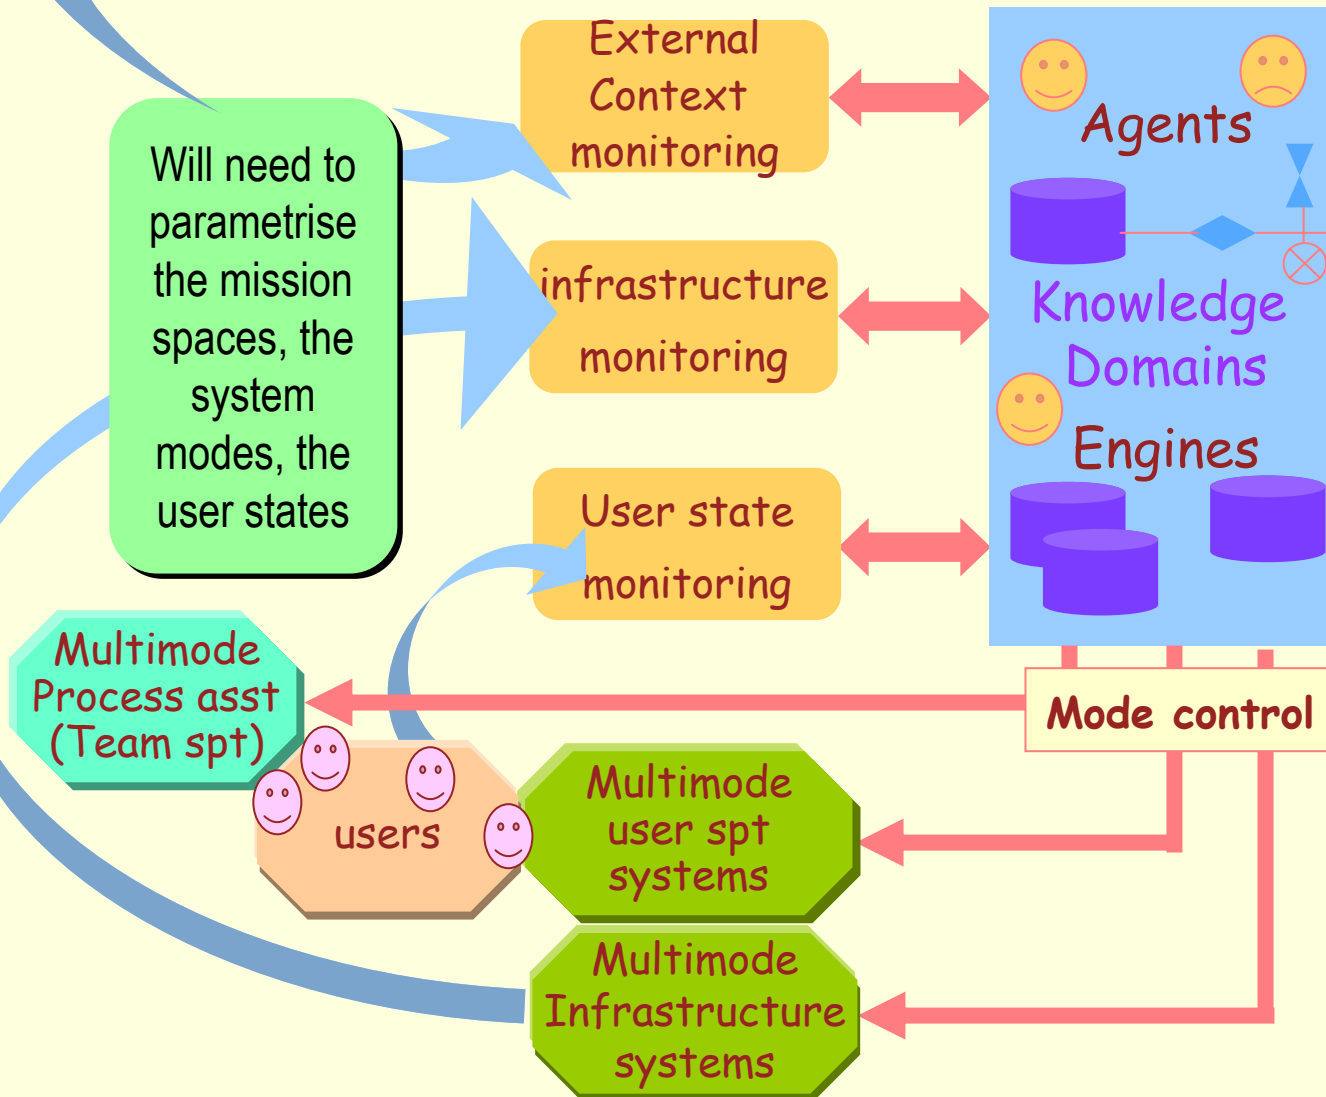 Will need to
parametrise
the mission
spaces, the
system
modes, the
user states
External
Context
monitoring
infrastructure
monitoring
User state
monitoring
Agents
Knowledge
Domains
Engines
Mode control
Multimode
Process asst
(Team spt)
users
Multimode
user spt
systems
Multimode
Infrastructure
systems